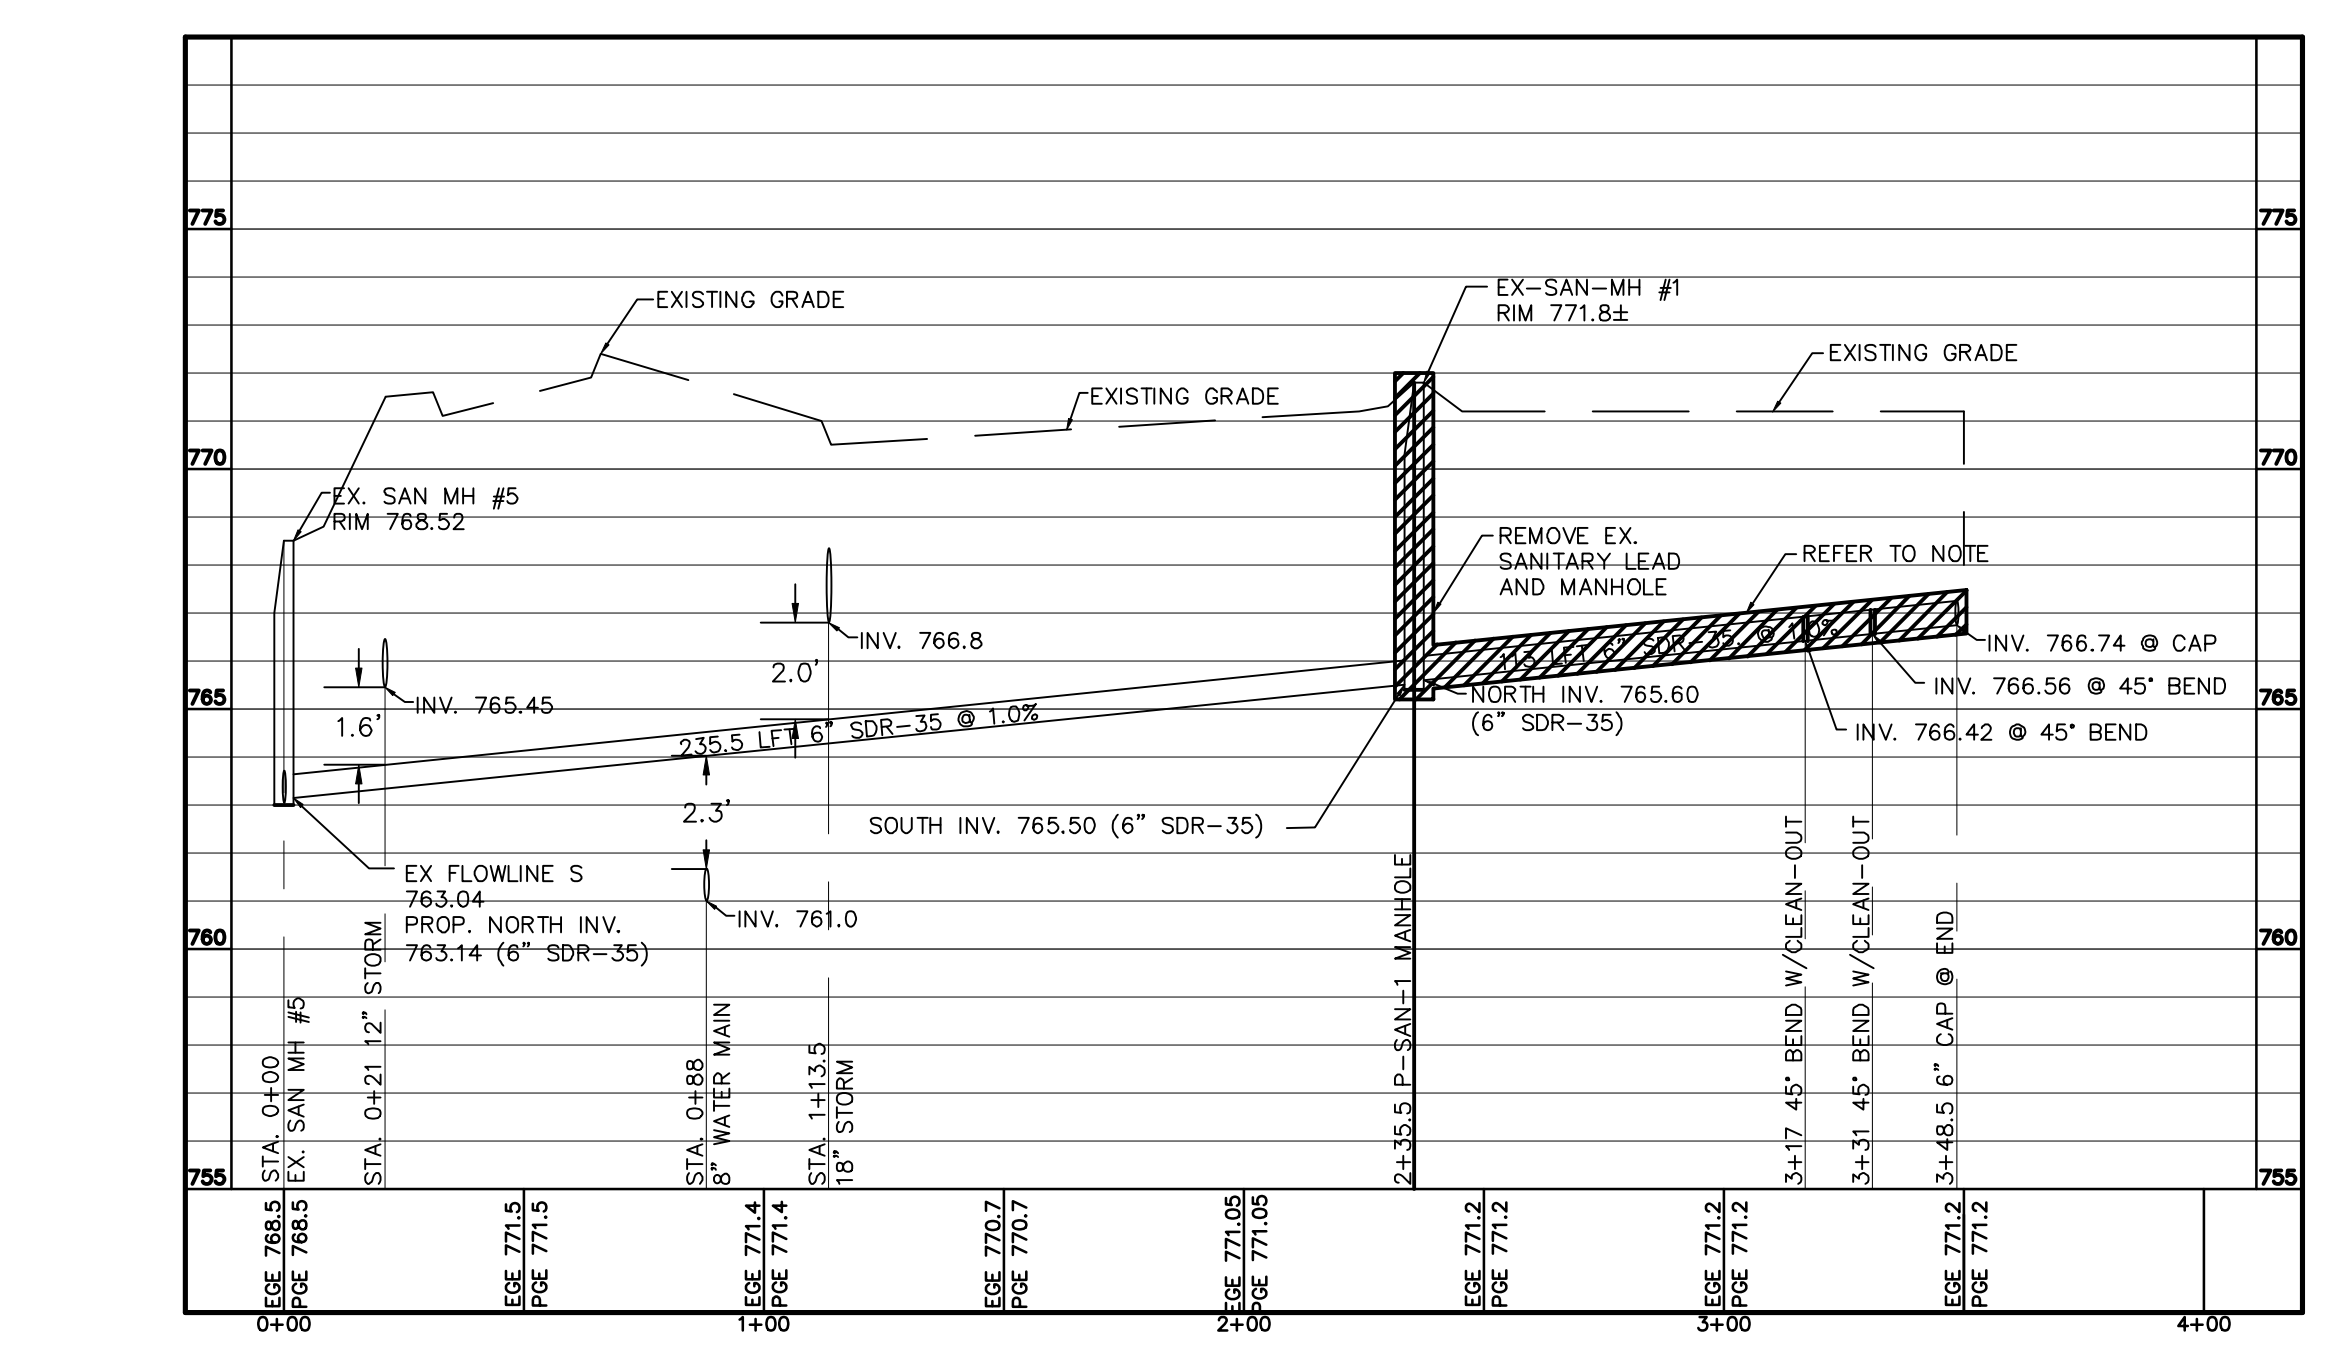 775
775
EX-SAN-MH #1
RIM 771.8±
EXISTING GRADE
EXISTING GRADE
EXISTING GRADE
770
770
EX. SAN MH #5
RIM 768.52
REMOVE EX.
SANITARY LEAD
AND MANHOLE
REFER TO NOTE
INV. 766.8
2.0'
INV. 765.45
1.6'
235.5 LFT 6" SDR-35 @ 1.0%
113 LFT 6" SDR-35. @ 1.0%
INV. 766.74 @ CAP
INV. 766.56 @ 45° BEND
INV. 766.42 @ 45° BEND
NORTH INV. 765.60
(6" SDR-35)
765
765
2.3'
SOUTH INV. 765.50 (6" SDR-35)
EX FLOWLINE S
763.04
PROP. NORTH INV.
763.14 (6" SDR-35)
INV. 761.0
760
760
STA. 0+00
EX. SAN MH #5
STA. 0+21 12" STORM
STA. 0+88
8" WATER MAIN
STA. 1+13.5
18" STORM
2+35.5 P-SAN-1 MANHOLE
3+17 45° BEND W/CLEAN-OUT
3+31 45° BEND W/CLEAN-OUT
3+48.5 6" CAP @ END
755
755
EGE 768.5
PGE 768.5
EGE 771.5
PGE 771.5
EGE 771.4
PGE 771.4
EGE 770.7
PGE 770.7
EGE 771.05
PGE 771.05
EGE 771.2
PGE 771.2
EGE 771.2
PGE 771.2
EGE 771.2
PGE 771.2
0+00
1+00
2+00
3+00
4+00